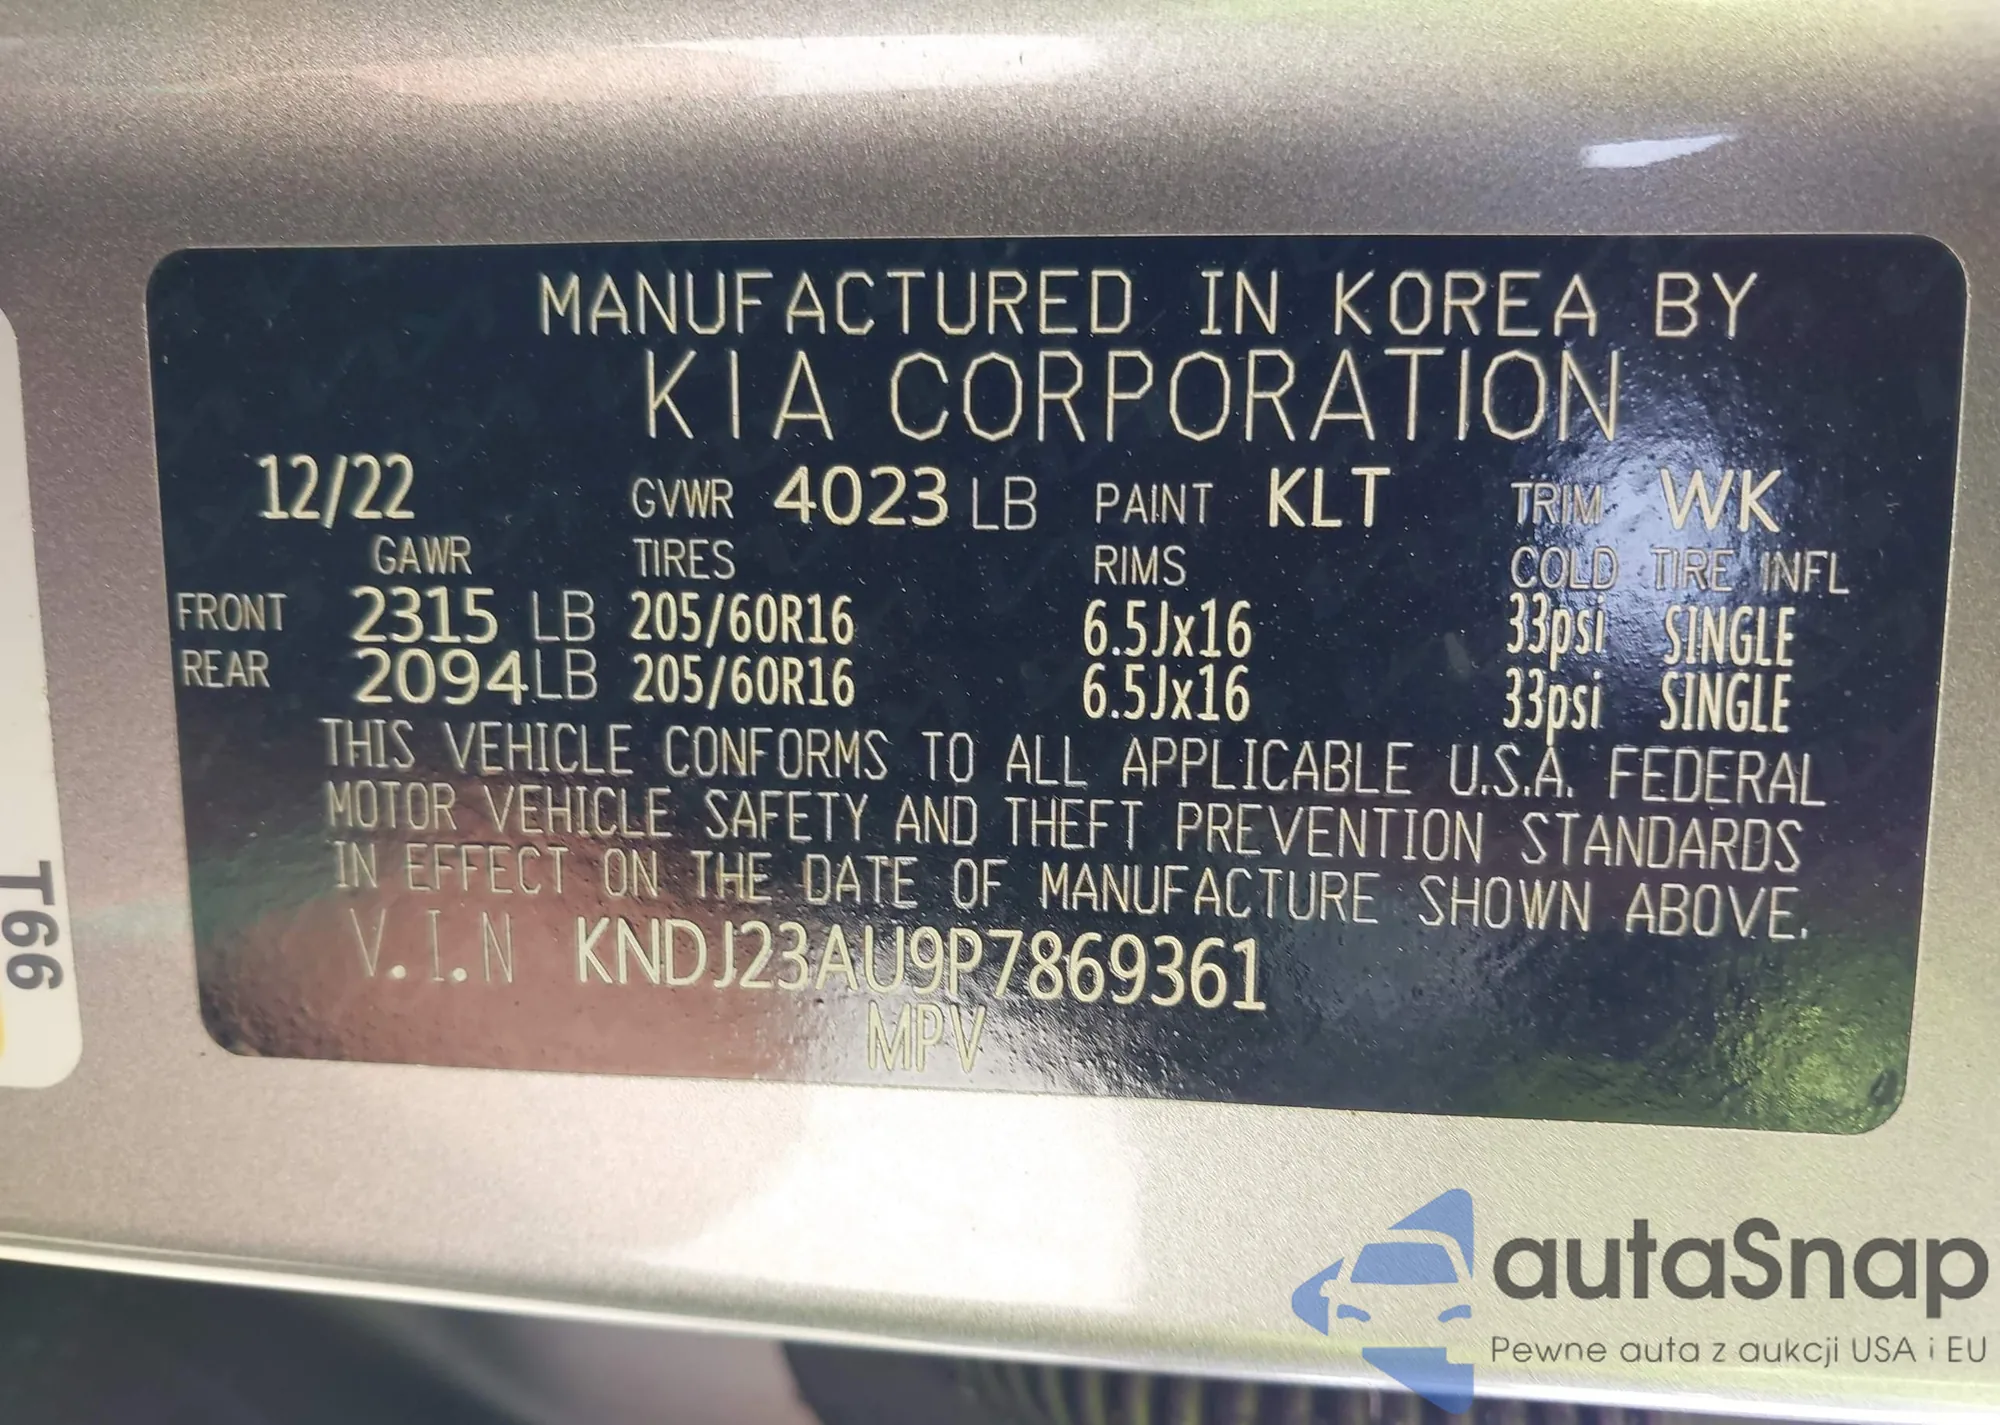 MANUFACTURED IN KOREA BY
KIA CORPORATION
12/22 GVWR 4023 LB PAINT KLT TRIM WK
GAWR TIRES RIMS COLD TIRE INFL
FRONT 2315 LB 205/60R16 6.5Jx16 33psi SINGLE
REAR 2094LB 205/60R16 6.5Jx16 33psi SINGLE
THIS VEHICLE CONFORMS TO ALL APPLICABLE U.S.A. FEDERAL
MOTOR VEHICLE SAFETY AND THEFT PREVENTION STANDARDS
IN EFFECT ON THE DATE OF MANUFACTURE SHOWN ABOVE.
V.I.N KNDJ23AU9P7869361
MPV
T66
autaSnap
Pewne auta z aukcji USA i EU